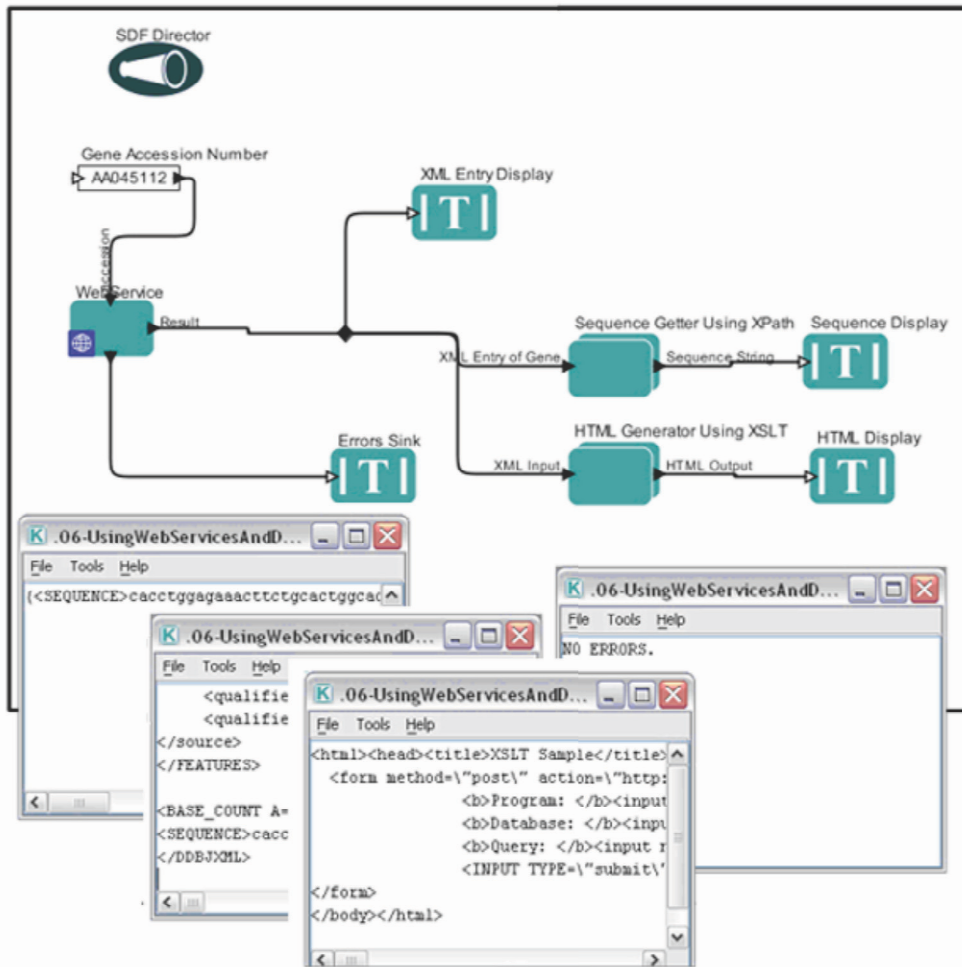 SDF Director
Gene Accession Number
AA045112
XML Entry Display
T
Accession
WebService
Result
Sequence Getter Using XPath
Sequence Display
XML Entry of Gene
Sequence String
T
Errors Sink
T
HTML Generator Using XSLT
HTML Display
XML Input
HTML Output
T
K .06-UsingWebServicesAndD...
File Tools Help
(<SEQUENCE>cacctggagaaacttctgcactggcac
K .06-UsingWebServicesAndD...
File Tools Help
<qualifie
<qualifie
</source>
</FEATURES>
<BASE_COUNT A=
<SEQUENCE>cacc
</DDBJXML>
K .06-UsingWebServicesAndD...
File Tools Help
<html><head><title>XSLT Sample</title>
<form method=\"post\" action=\"http:
<b>Program: </b><input
<b>Database: </b><inpu
<b>Query: </b><input n
<INPUT TYPE=\"submit\"
</form>
</body></html>
K .06-UsingWebServicesAndD...
File Tools Help
NO ERRORS.